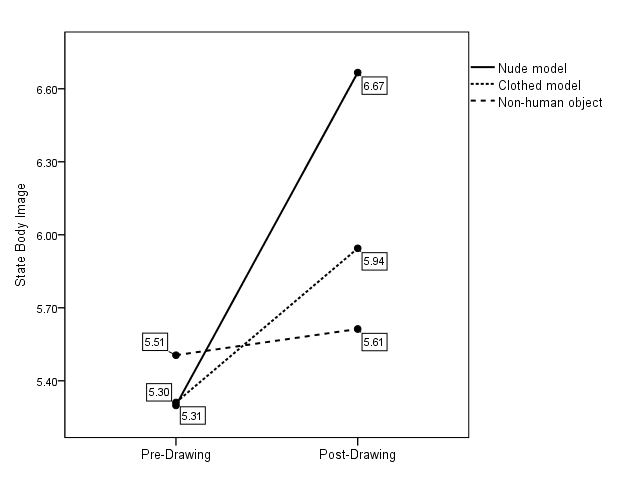 Nude model
Clothed model
Non-human object
State Body Image
6.60
6.30
6.00
5.70
5.40
6.67
5.94
5.51
5.61
5.30
5.31
Pre-Drawing
Post-Drawing